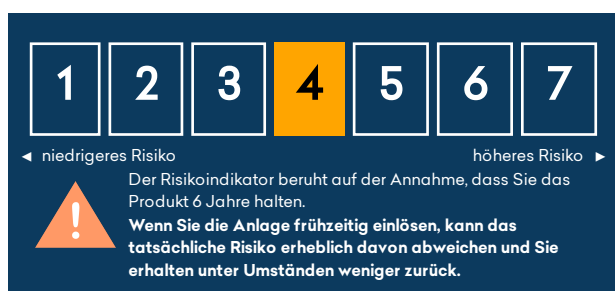 1 2 3 4 5 6 7
◄ niedrigeres Risiko höheres Risiko ►
Der Risikoindikator beruht auf der Annahme, dass Sie das
Produkt 6 Jahre halten.
Wenn Sie die Anlage frühzeitig einlösen, kann das
tatsächliche Risiko erheblich davon abweichen und Sie
erhalten unter Umständen weniger zurück.